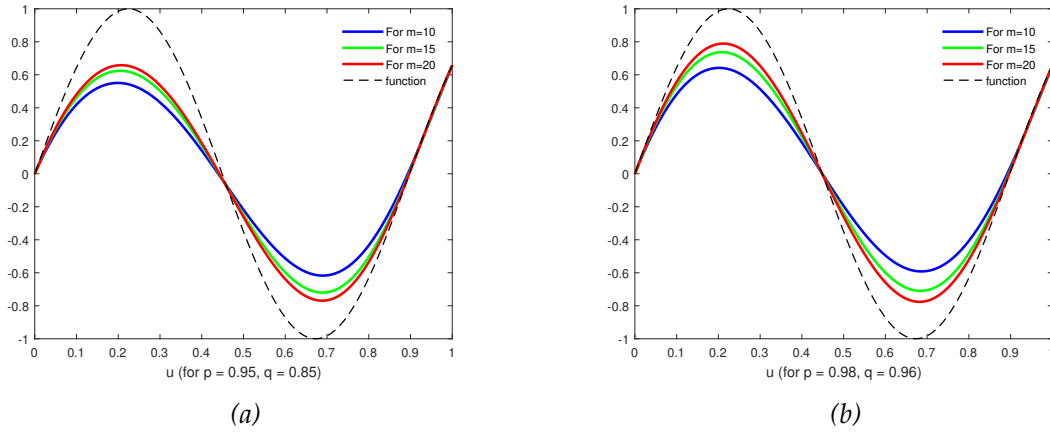 1
0.8
0.6
0.4
0.2
0
-0.2
-0.4
-0.6
-0.8
-1
0 0.1 0.2 0.3 0.4 0.5 0.6 0.7 0.8 0.9 1
For m=10
For m=15
For m=20
function
u (for p = 0.95, q = 0.85)
(a)
1
0.8
0.6
0.4
0.2
0
-0.2
-0.4
-0.6
-0.8
-1
0 0.1 0.2 0.3 0.4 0.5 0.6 0.7 0.8 0.9 1
For m=10
For m=15
For m=20
function
u (for p = 0.98, q = 0.96)
(b)